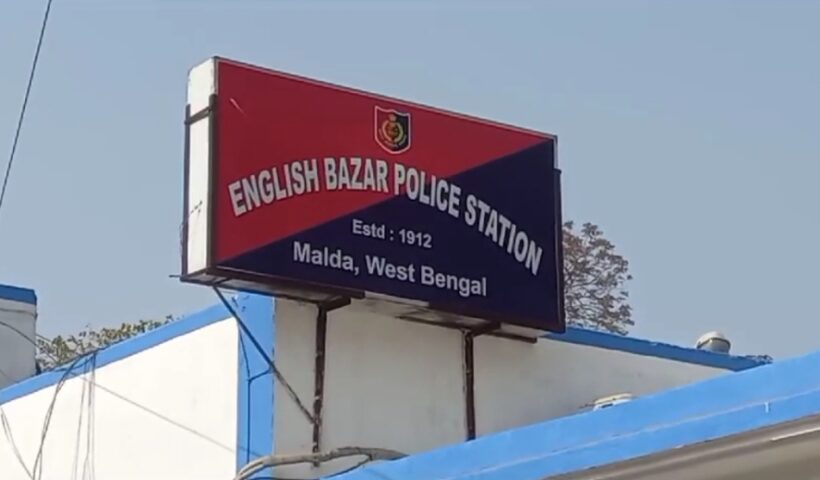 ENGLISH BAZAR POLICE STATION
Estd : 1912
Malda, West Bengal